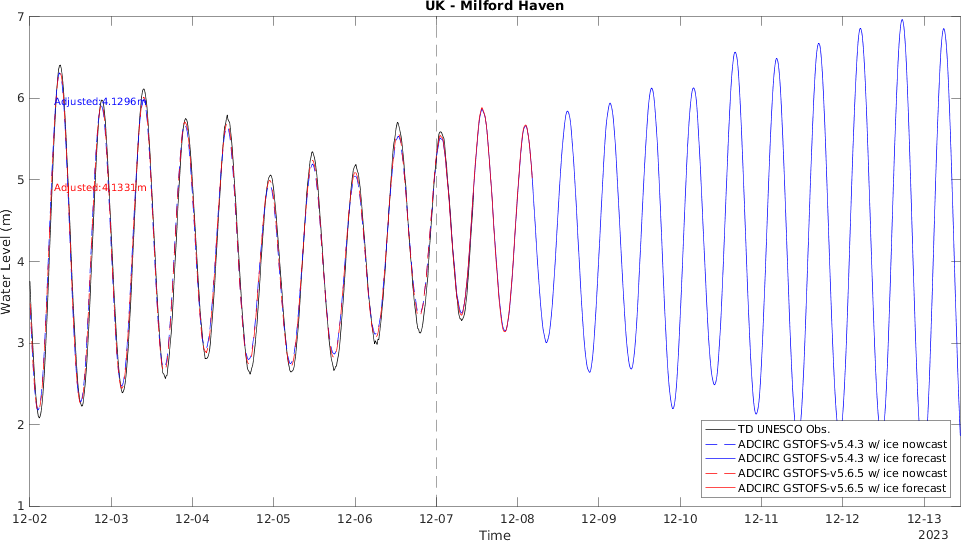 UK - Milford Haven
7
6
5
4
3
2
1
Water Level (m)
Adjusted:4.1296m
Adjusted:4.1331m
TD UNESCO Obs.
ADCIRC GSTOFS-v5.4.3 w/ ice nowcast
ADCIRC GSTOFS-v5.4.3 w/ ice forecast
ADCIRC GSTOFS-v5.6.5 w/ ice nowcast
ADCIRC GSTOFS-v5.6.5 w/ ice forecast
12-02 12-03 12-04 12-05 12-06 12-07 12-08 12-09 12-10 12-11 12-12 12-13
Time
2023